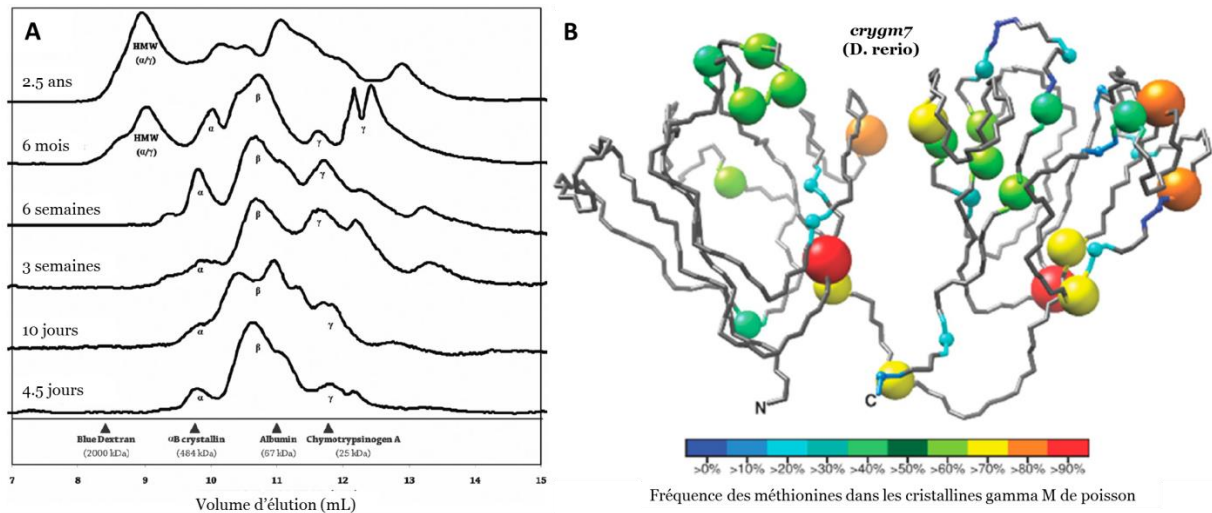 A
HMW
(α/γ)
2.5 ans
HMW
(α/γ)
α
β
γ
γ
6 mois
α
β
γ
6 semaines
α
β
γ
3 semaines
α
β
γ
10 jours
α
β
γ
4.5 jours
Blue Dextran
(2000 kDa)
αB crystallin
(484 kDa)
Albumin
(67 kDa)
Chymotrypsinogen A
(25 kDa)
7 8 9 10 11 12 13 14 15
Volume d'élution (mL)
B
crygm7
(D. rerio)
N
C
>0% >10% >20% >30% >40% >50% >60% >70% >80% >90%
Fréquence des méthionines dans les cristallines gamma M de poisson